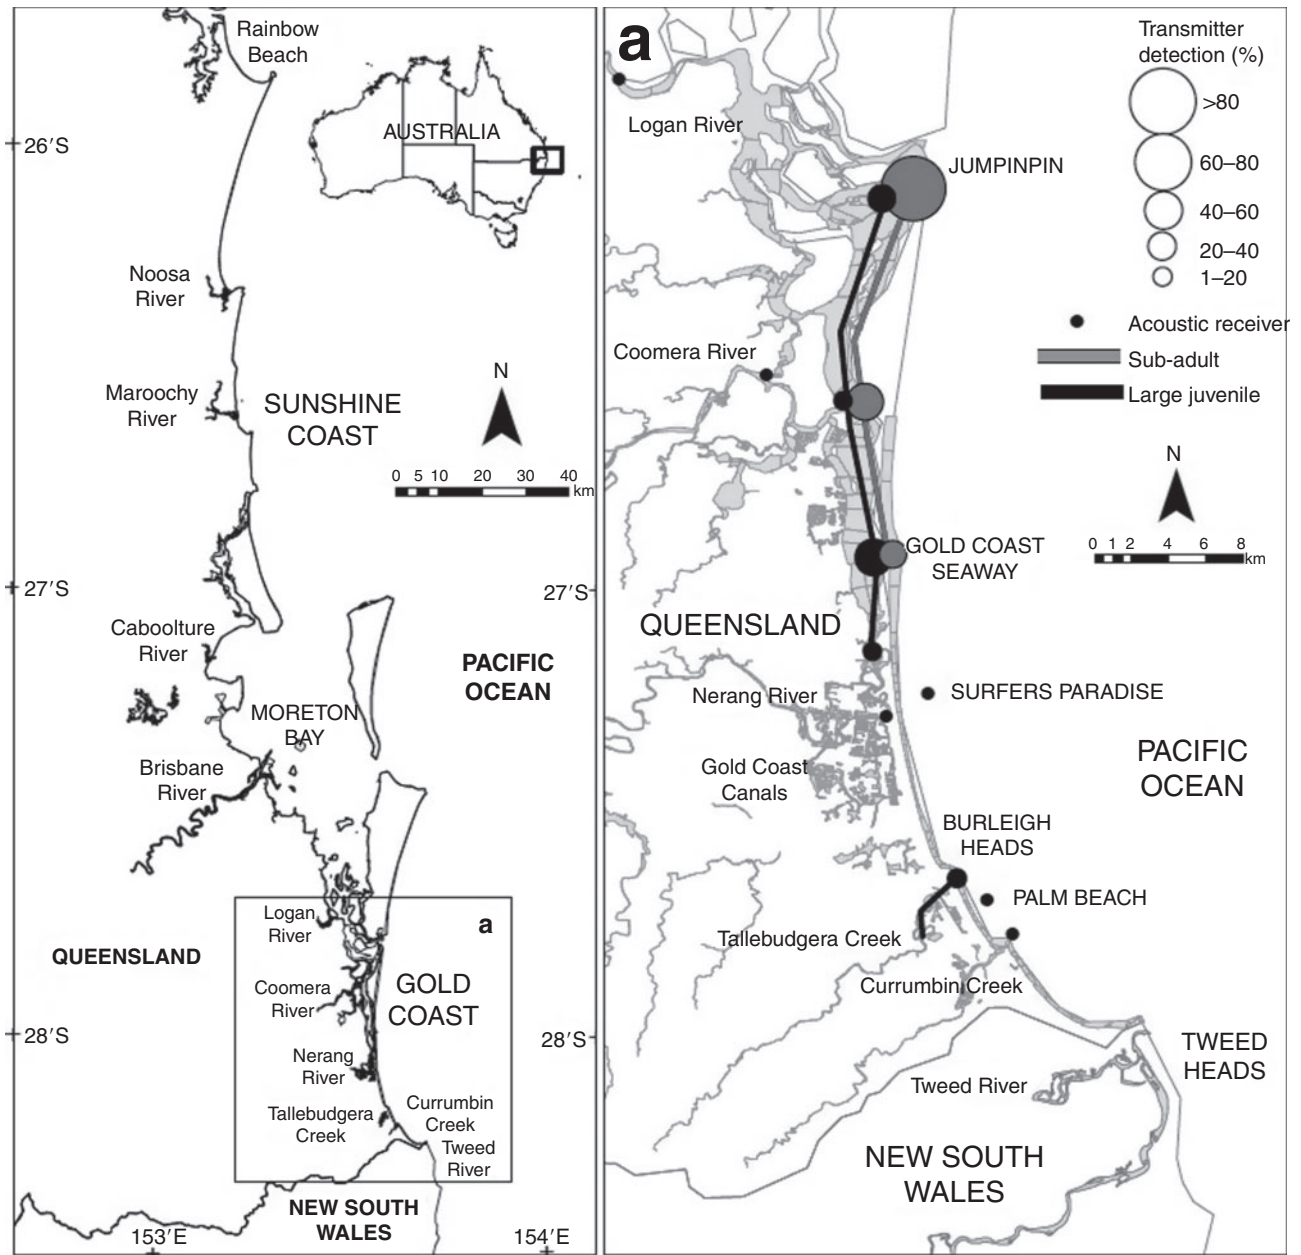 Rainbow
Beach
26′S
AUSTRALIA
Noosa
River
Maroochy
River
SUNSHINE
COAST
N
0 5 10 20 30 40
km
27′S
Caboolture
River
PACIFIC
OCEAN
MORETON
BAY
Brisbane
River
Logan
River
a
QUEENSLAND
Coomera
River
GOLD
COAST
28′S
Nerang
River
Tallebudgera
Creek
Currumbin
Creek
Tweed
River
NEW SOUTH
WALES
153′E
154′E
a
Transmitter
detection (%)
>80
60–80
40–60
20–40
1–20
Acoustic receiver
Sub-adult
Large juvenile
Logan River
JUMPINPIN
Coomera River
N
0 1 2 4 6 8
km
GOLD COAST
SEAWAY
27′S
QUEENSLAND
Nerang River
SURFERS PARADISE
Gold Coast
Canals
PACIFIC
OCEAN
BURLEIGH
HEADS
PALM BEACH
Tallebudgera Creek
Currumbin Creek
28′S
TWEED
HEADS
Tweed River
NEW SOUTH
WALES